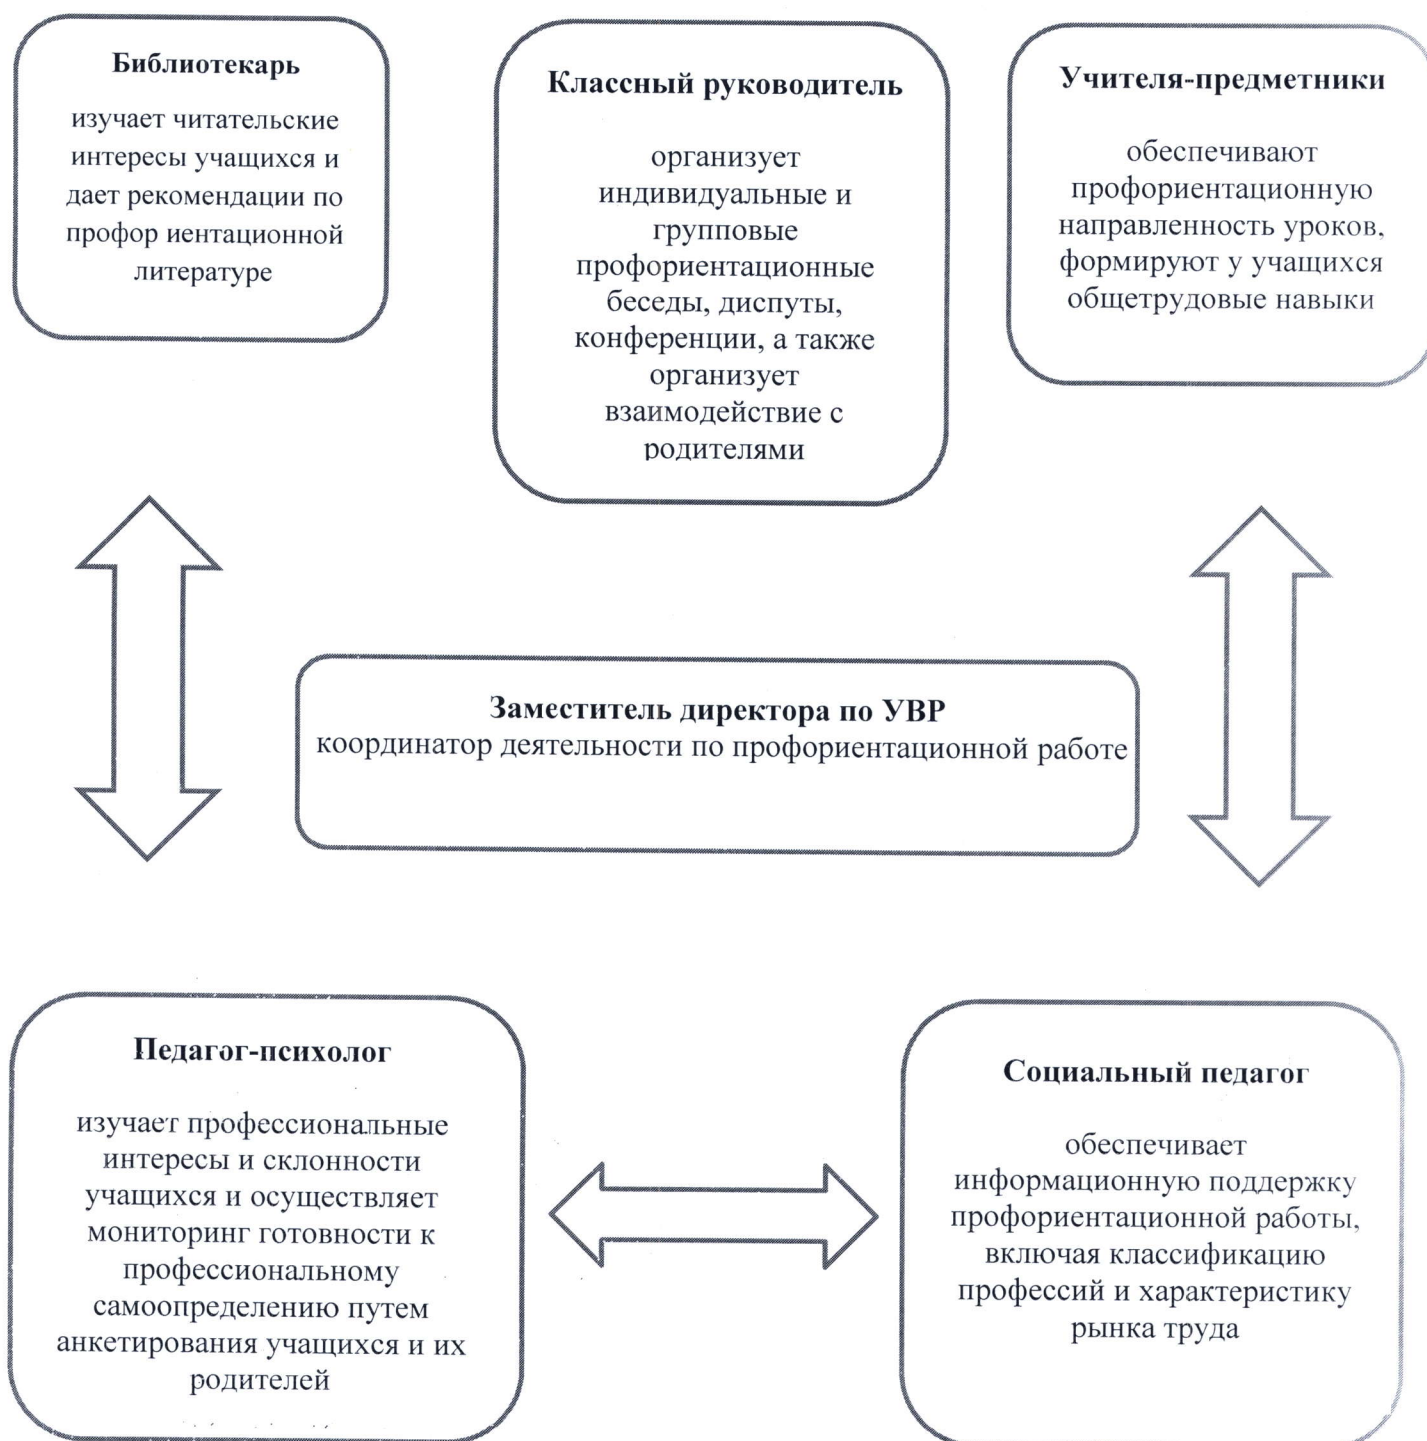 Библиотекарь
изучает читательские
интересы учащихся и
дает рекомендации по
профор иентационной
литературе
Классный руководитель
организует
индивидуальные и
групповые
профориентационные
беседы, диспуты,
конференции, а также
организует
взаимодействие с
родителями
Учителя-предметники
обеспечивают
профориентационную
направленность уроков,
формируют у учащихся
общетрудовые навыки
Заместитель директора по УВР
координатор деятельности по профориентационной работе
Педагог-психолог
изучает профессиональные
интересы и склонности
учащихся и осуществляет
мониторинг готовности к
профессиональному
самоопределению путем
анкетирования учащихся и их
родителей
Социальный педагог
обеспечивает
информационную поддержку
профориентационной работы,
включая классификацию
профессий и характеристику
рынка труда